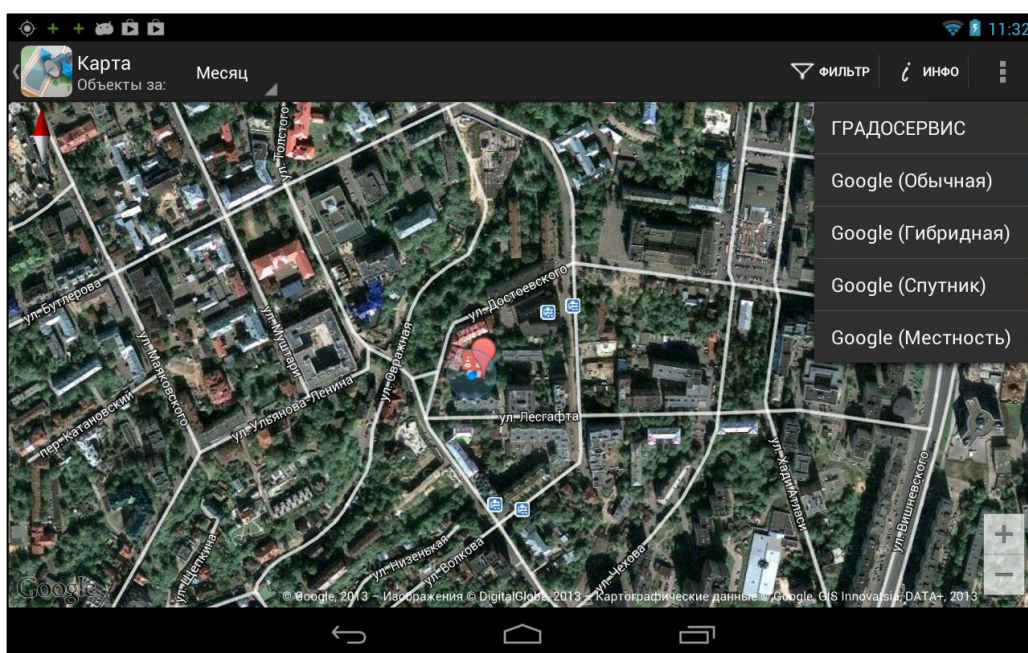 11:32
Карта
Объекты за:
Месяц
ФИЛЬТР
i ИНФО
ГРАДОСЕРВИС
Google (Обычная)
Google (Гибридная)
Google (Спутник)
Google (Местность)
ул. Толстого
ул. Бутлерова
ул. Маяковского
ул. Муштари
ул. Достоевского
ул. Овражная
пер. Катановский
ул. Ульянова-Ленина
ул. Лесгафта
ул. Хади Атласи
ул. Вишневского
ул. Щепкина
ул. Низенькая
ул. Волкова
ул. Чехова
+
−
Google
© Google, 2013 – Изображения © DigitalGlobe, 2013 – Картографические данные © Google, GIS Innovatsia, DATA+, 2013